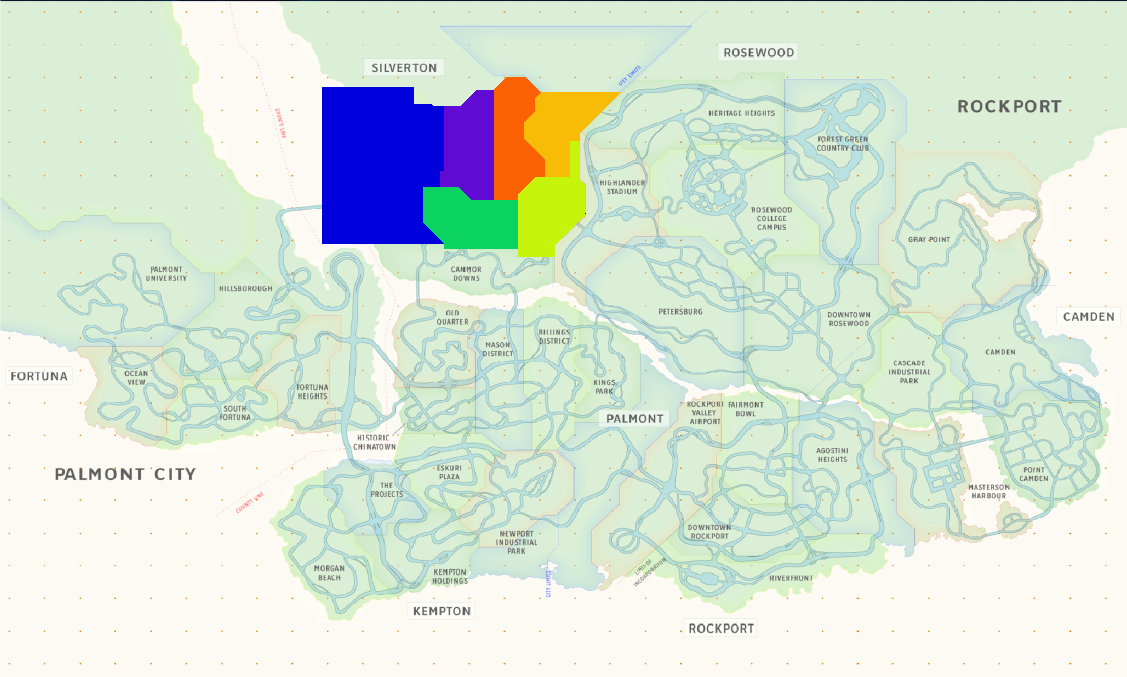 ROSEWOOD
SILVERTON
CITY LIMITS
ROCKPORT
COUNTY LINE
HERITAGE HEIGHTS
FOREST GREEN
COUNTRY CLUB
HIGHLANDER
STADIUM
ROSEWOOD
COLLEGE
CAMPUS
GRAY POINT
PALMONT
UNIVERSITY
HILLSBOROUGH
CANMOR
DOWNS
PETERSBURG
DOWNTOWN
ROSEWOOD
OLD
QUARTER
MASON
DISTRICT
BILLINGS
DISTRICT
CAMDEN
CAMDEN
CASCADE
INDUSTRIAL
PARK
FORTUNA
OCEAN
VIEW
FORTUNA
HEIGHTS
SOUTH
FORTUNA
KINGS
PARK
PALMONT
ROCKPORT
VALLEY
AIRPORT
FAIRMONT
BOWL
HISTORIC
CHINATOWN
AGOSTINI
HEIGHTS
PALMONT CITY
ESKURI
PLAZA
THE
PROJECTS
POINT
CAMDEN
MASTERSON
HARBOUR
COUNTY LINE
NEWPORT
INDUSTRIAL
PARK
DOWNTOWN
ROCKPORT
MORGAN
BEACH
KEMPTON
HOLDINGS
CITY LIMITS
LIMIT OF
INCORPORATION
RIVERFRONT
KEMPTON
ROCKPORT